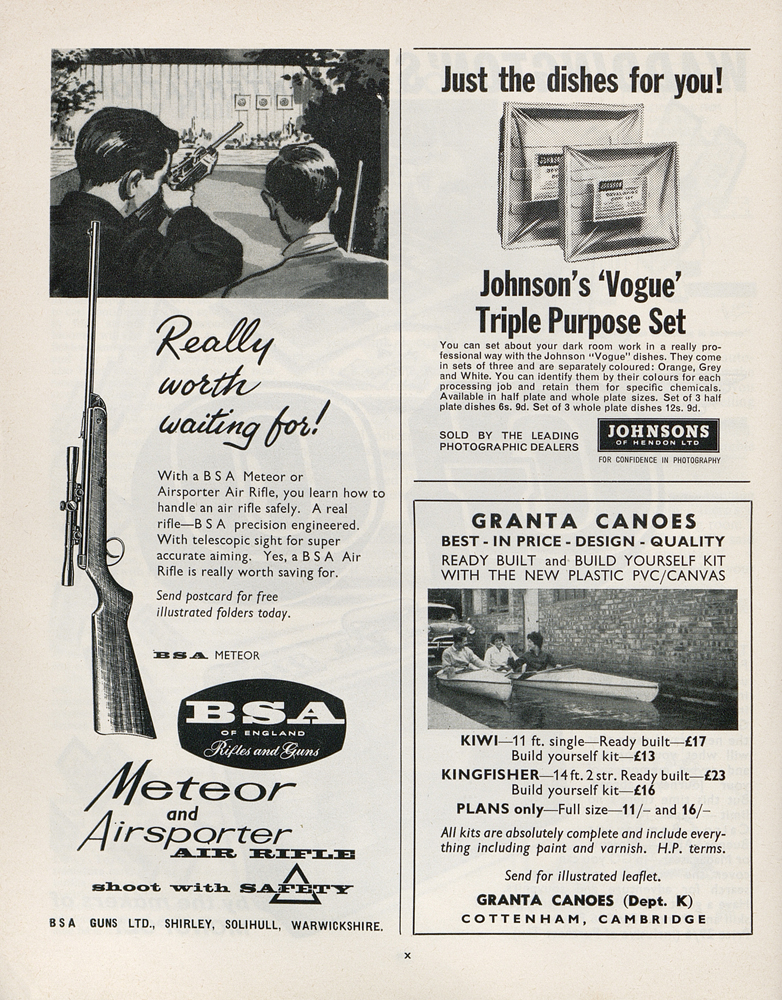 Really
worth
waiting for!
With a BSA Meteor or
Airsporter Air Rifle, you learn how to
handle an air rifle safely. A real
rifle—BSA precision engineered.
With telescopic sight for super
accurate aiming. Yes, a BSA Air
Rifle is really worth saving for.
Send postcard for free
illustrated folders today.
BSA METEOR
BSA
OF ENGLAND
Rifles and Guns
Meteor
and
Airsporter
AIR RIFLE
shoot with SAFETY
BSA GUNS LTD., SHIRLEY, SOLIHULL, WARWICKSHIRE.
Just the dishes for you!
JOHNSON
Johnson's 'Vogue'
Triple Purpose Set
You can set about your dark room work in a really pro-
fessional way with the Johnson "Vogue" dishes. They come
in sets of three and are separately coloured: Orange, Grey
and White. You can identify them by their colours for each
processing job and retain them for specific chemicals.
Available in half plate and whole plate sizes. Set of 3 half
plate dishes 6s. 9d. Set of 3 whole plate dishes 12s. 9d.
SOLD BY THE LEADING
PHOTOGRAPHIC DEALERS
JOHNSONS
OF HENDON LTD
FOR CONFIDENCE IN PHOTOGRAPHY
GRANTA CANOES
BEST - IN PRICE - DESIGN - QUALITY
READY BUILT and BUILD YOURSELF KIT
WITH THE NEW PLASTIC PVC/CANVAS
KIWI—11 ft. single—Ready built—£17
Build yourself kit—£13
KINGFISHER—14ft. 2 str. Ready built—£23
Build yourself kit—£16
PLANS only—Full size—11/– and 16/–
All kits are absolutely complete and include every-
thing including paint and varnish. H.P. terms.
Send for illustrated leaflet.
GRANTA CANOES (Dept. K)
COTTENHAM, CAMBRIDGE
x